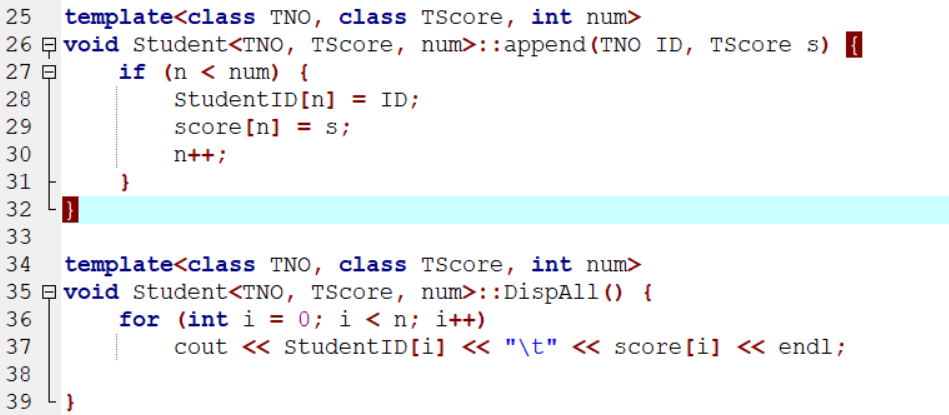 25 template<class TNO, class TScore, int num>
26 void Student<TNO, TScore, num>::append(TNO ID, TScore s) {
27     if (n < num) {
28         StudentID[n] = ID;
29         score[n] = s;
30         n++;
31     }
32 }
33
34 template<class TNO, class TScore, int num>
35 void Student<TNO, TScore, num>::DispAll() {
36     for (int i = 0; i < n; i++)
37         cout << StudentID[i] << "\t" << score[i] << endl;
38
39 }